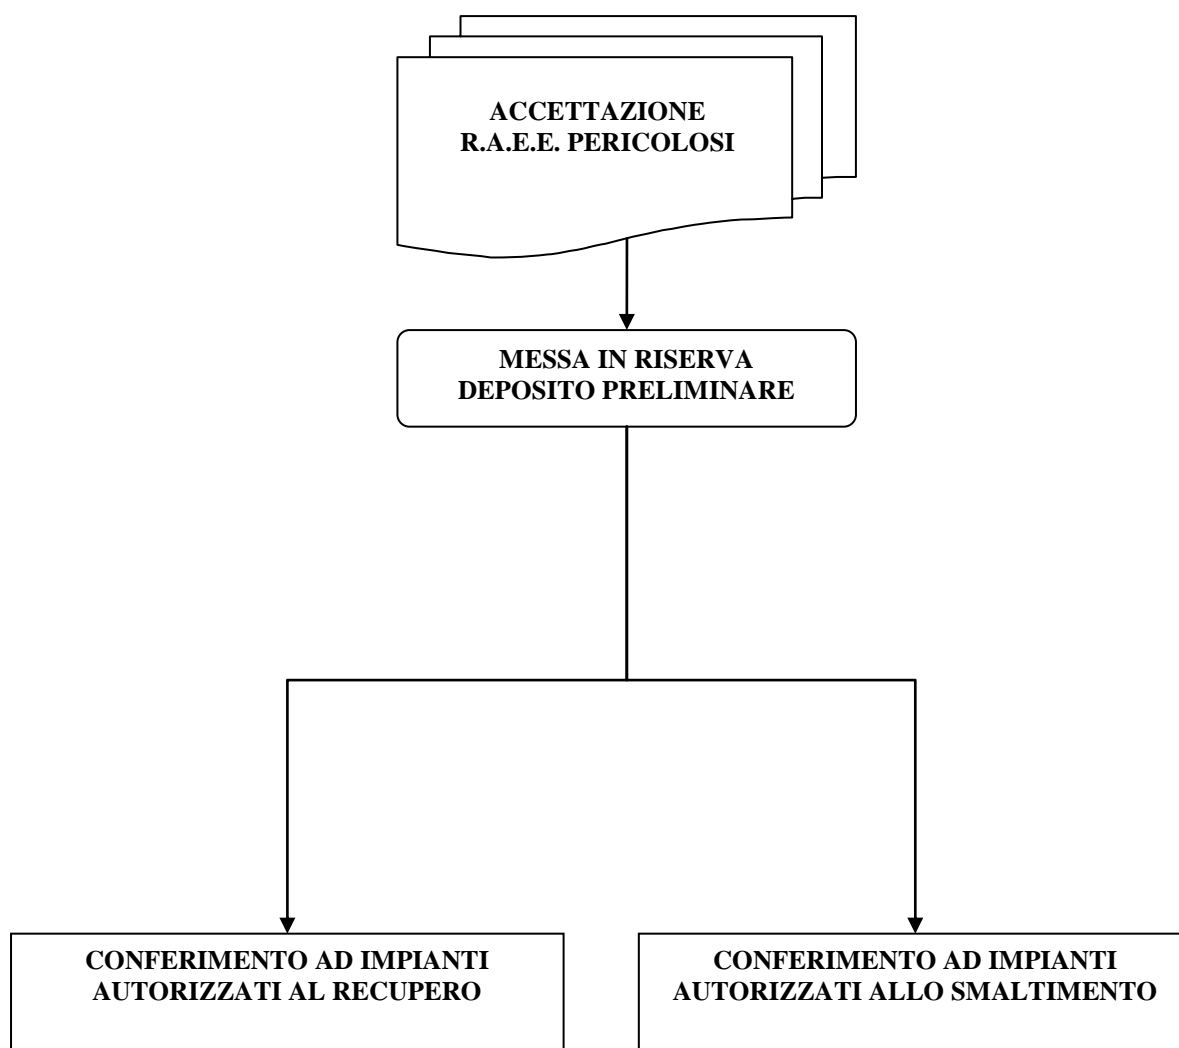 ACCETTAZIONE
R.A.E.E. PERICOLOSI
MESSA IN RISERVA
DEPOSITO PRELIMINARE
CONFERIMENTO AD IMPIANTI
AUTORIZZATI AL RECUPERO
CONFERIMENTO AD IMPIANTI
AUTORIZZATI ALLO SMALTIMENTO